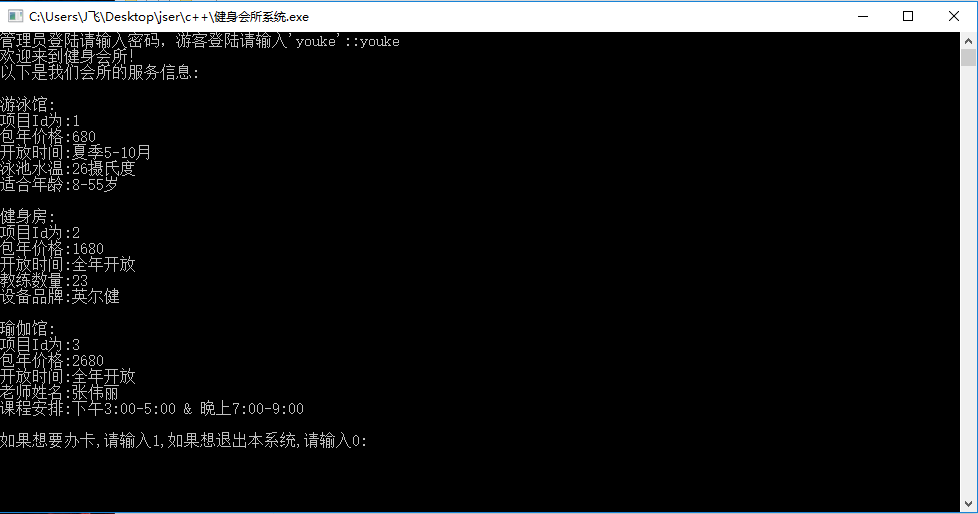 C:\Users\J飞\Desktop\jser\c++\健身会所系统.exe
管理员登陆请输入密码，游客登陆请输入'youke'::youke
欢迎来到健身会所!
以下是我们会所的服务信息:
游泳馆:
项目Id为:1
包年价格:680
开放时间:夏季5-10月
泳池水温:26摄氏度
适合年龄:8-55岁
健身房:
项目Id为:2
包年价格:1680
开放时间:全年开放
教练数量:23
设备品牌:英尔健
瑜伽馆:
项目Id为:3
包年价格:2680
开放时间:全年开放
老师姓名:张伟丽
课程安排:下午3:00-5:00 & 晚上7:00-9:00
如果想要办卡,请输入1,如果想退出本系统,请输入0: